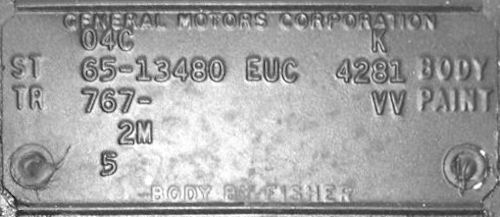 GENERAL MOTORS CORPORATION
04C K
ST 65-13480 EUC 4281 BODY
TR 767- VV PAINT
2M
5
BODY BY FISHER